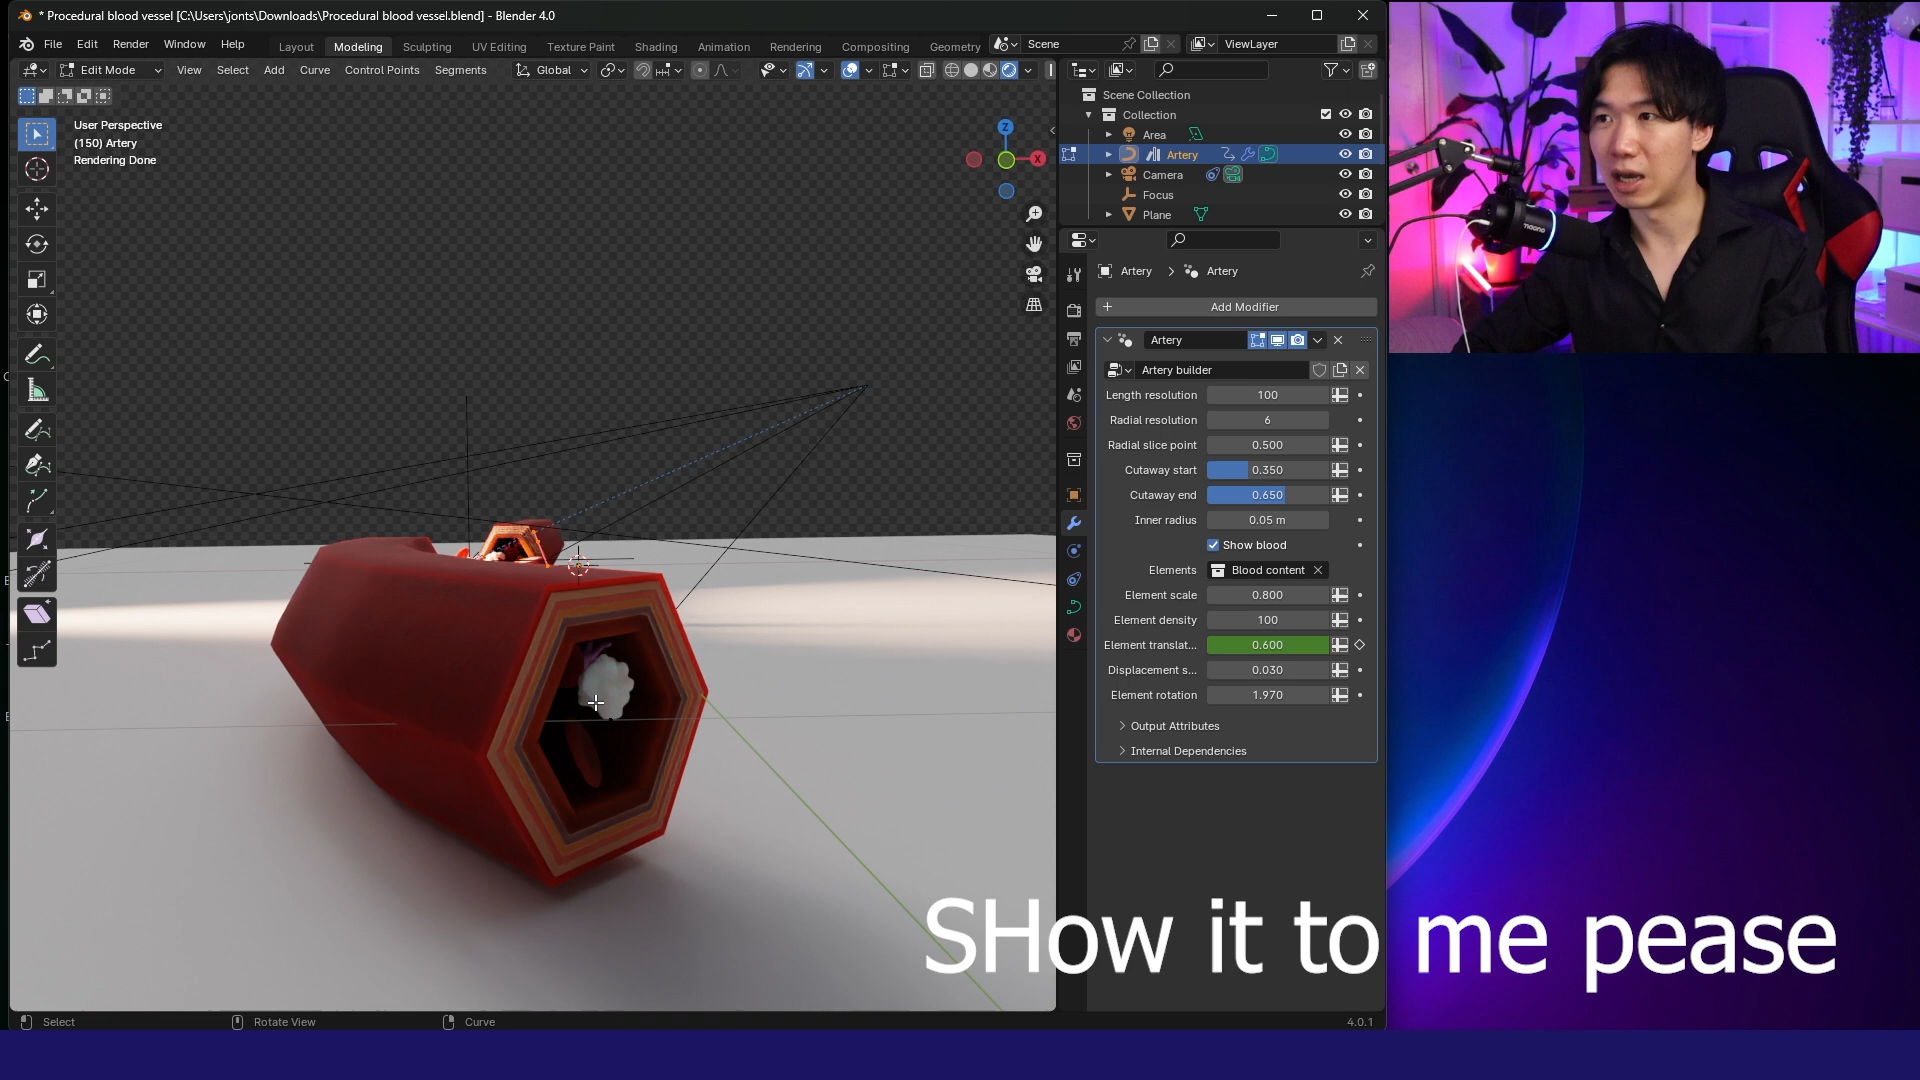 * Procedural blood vessel [C:\Users\jonts\Downloads\Procedural blood vessel.blend] - Blender 4.0
File Edit Render Window Help Layout Modeling Sculpting UV Editing Texture Paint Shading Animation Rendering Compositing Geometry Scene ViewLayer
Edit Mode View Select Add Curve Control Points Segments Global
User Perspective
(150) Artery
Rendering Done
Z
X
Scene Collection
Collection
Area
Artery
Camera
Focus
Plane
Artery > Artery
Add Modifier
Artery
Artery builder
Length resolution 100
Radial resolution 6
Radial slice point 0.500
Cutaway start 0.350
Cutaway end 0.650
Inner radius 0.05 m
Show blood
Elements Blood content
Element scale 0.800
Element density 100
Element translat... 0.600
Displacement s... 0.030
Element rotation 1.970
Output Attributes
Internal Dependencies
maono
SHow it to me pease
Select Rotate View Curve 4.0.1